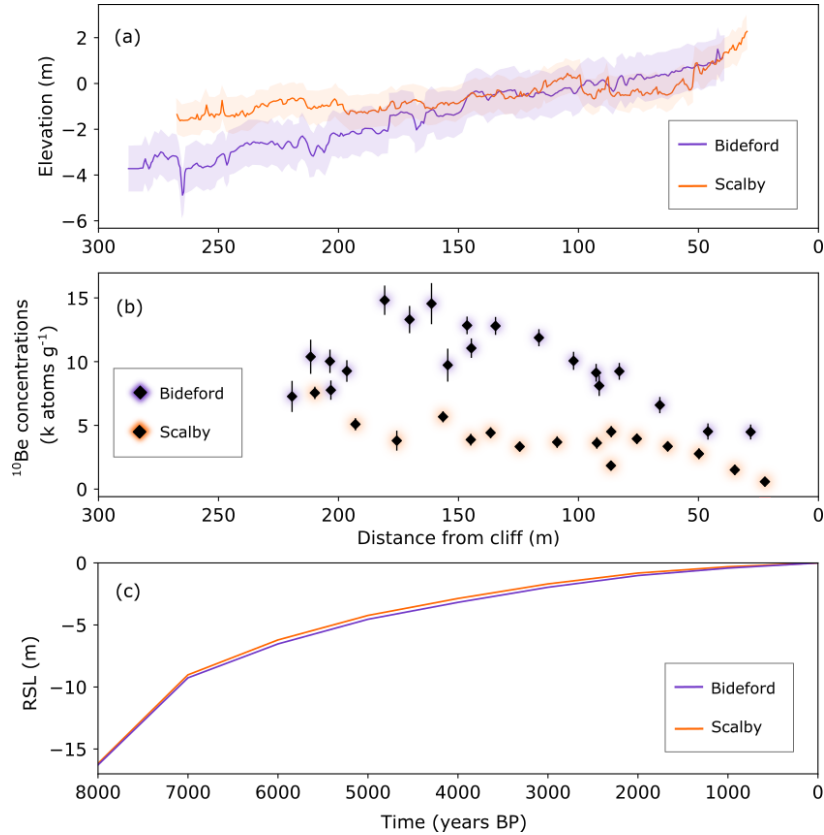 (a)
2
0
−2
−4
−6
Elevation (m)
Bideford
Scalby
300 250 200 150 100 50 0
(b)
15
10
5
0
¹⁰Be concentrations
(k atoms g⁻¹)
Bideford
Scalby
300 250 200 150 100 50 0
Distance from cliff (m)
(c)
0
−5
−10
−15
RSL (m)
Bideford
Scalby
8000 7000 6000 5000 4000 3000 2000 1000 0
Time (years BP)